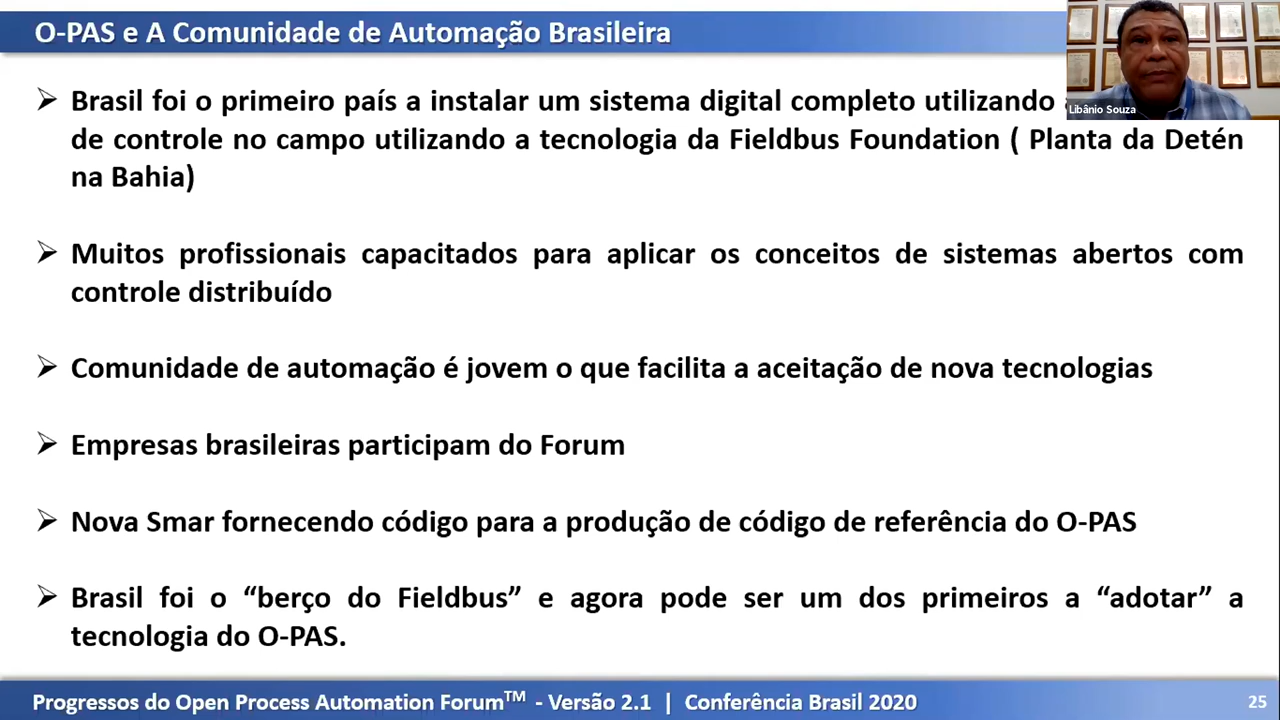 O-PAS e A Comunidade de Automação Brasileira
Libânio Souza
➢ Brasil foi o primeiro país a instalar um sistema digital completo utilizando
de controle no campo utilizando a tecnologia da Fieldbus Foundation ( Planta da Detén
na Bahia)
➢ Muitos profissionais capacitados para aplicar os conceitos de sistemas abertos com
controle distribuído
➢ Comunidade de automação é jovem o que facilita a aceitação de nova tecnologias
➢ Empresas brasileiras participam do Forum
➢ Nova Smar fornecendo código para a produção de código de referência do O-PAS
➢ Brasil foi o “berço do Fieldbus” e agora pode ser um dos primeiros a “adotar” a
tecnologia do O-PAS.
Progressos do Open Process Automation Forum™ - Versão 2.1 | Conferência Brasil 2020
25